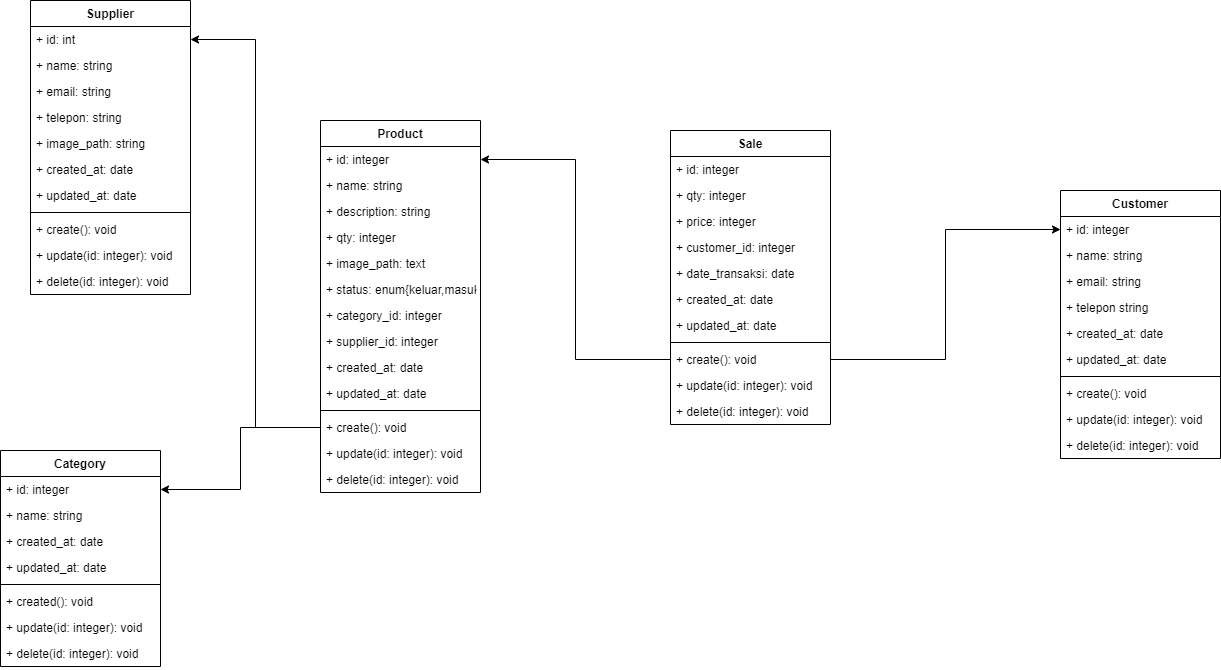 Supplier
+ id: int
+ name: string
+ email: string
+ telepon: string
+ image_path: string
+ created_at: date
+ updated_at: date
+ create(): void
+ update(id: integer): void
+ delete(id: integer): void
Product
+ id: integer
+ name: string
+ description: string
+ qty: integer
+ image_path: text
+ status: enum{keluar,masuk
+ category_id: integer
+ supplier_id: integer
+ created_at: date
+ updated_at: date
+ create(): void
+ update(id: integer): void
+ delete(id: integer): void
Sale
+ id: integer
+ qty: integer
+ price: integer
+ customer_id: integer
+ date_transaksi: date
+ created_at: date
+ updated_at: date
+ create(): void
+ update(id: integer): void
+ delete(id: integer): void
Customer
+ id: integer
+ name: string
+ email: string
+ telepon string
+ created_at: date
+ updated_at: date
+ create(): void
+ update(id: integer): void
+ delete(id: integer): void
Category
+ id: integer
+ name: string
+ created_at: date
+ updated_at: date
+ created(): void
+ update(id: integer): void
+ delete(id: integer): void